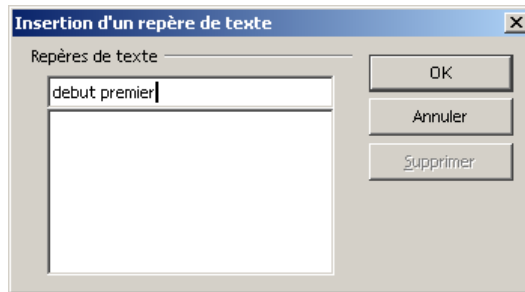 Insertion d'un repère de texte
Repères de texte
debut premier
OK
Annuler
Supprimer